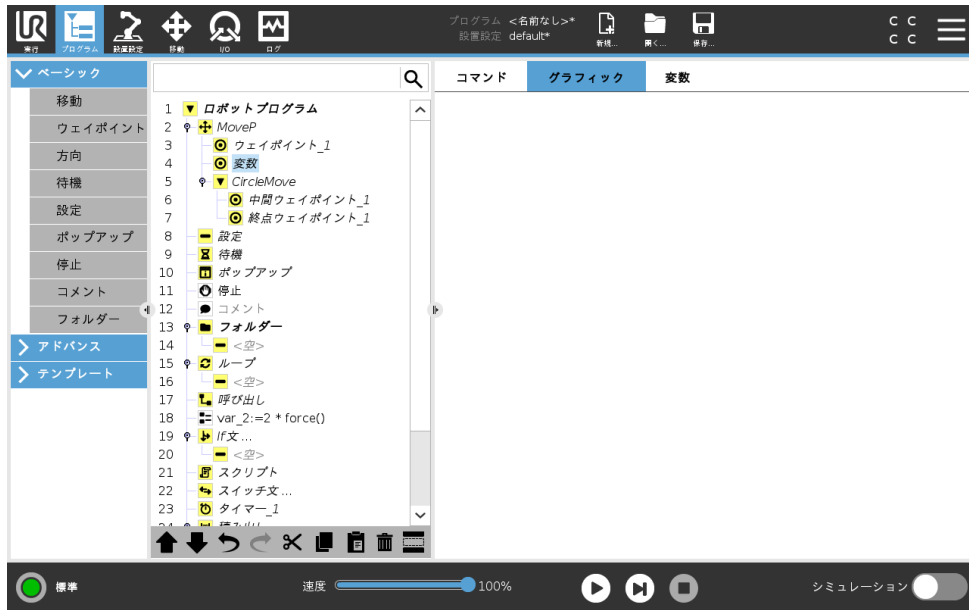 実行 プログラム 設置設定 移動 I/O ログ
プログラム <名前なし>*
設置設定 default*
新規... 開く... 保存...
C C
C C
ベーシック
移動
ウェイポイント
方向
待機
設定
ポップアップ
停止
コメント
フォルダー
アドバンス
テンプレート
1 ロボットプログラム
2 MoveP
3 ウェイポイント_1
4 変数
5 CircleMove
6 中間ウェイポイント_1
7 終点ウェイポイント_1
8 設定
9 待機
10 ポップアップ
11 停止
12 コメント
13 フォルダー
14 <空>
15 ループ
16 <空>
17 呼び出し
18 var_2:=2 * force()
19 If文 ...
20 <空>
21 スクリプト
22 スイッチ文 ...
23 タイマー_1
コマンド グラフィック 変数
標準
速度 100%
シミュレーション